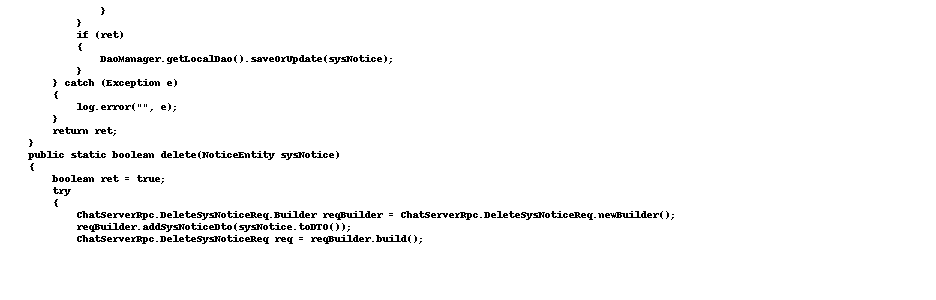 }
}
if (ret)
{
DaoManager.getLocalDao().saveOrUpdate(sysNotice);
}
} catch (Exception e)
{
log.error("", e);
}
return ret;
}
public static boolean delete(NoticeEntity sysNotice)
{
boolean ret = true;
try
{
ChatServerRpc.DeleteSysNoticeReq.Builder reqBuilder = ChatServerRpc.DeleteSysNoticeReq.newBuilder();
reqBuilder.addSysNoticeDto(sysNotice.toDTO());
ChatServerRpc.DeleteSysNoticeReq req = reqBuilder.build();